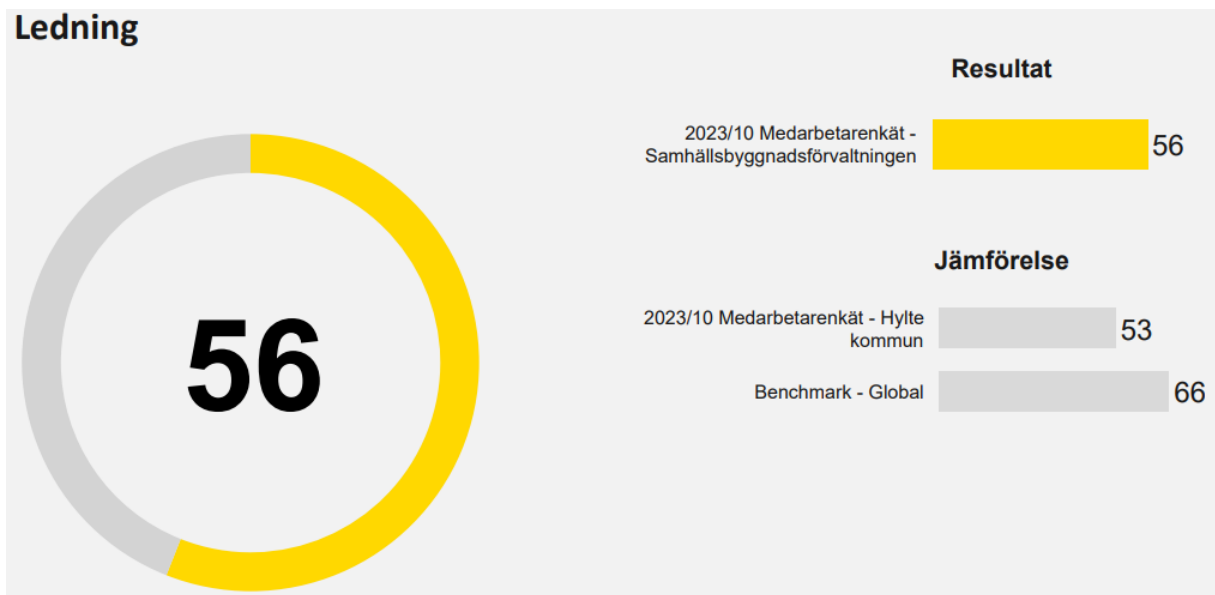 Ledning
56
Resultat
2023/10 Medarbetarenkät -
Samhällsbyggnadsförvaltningen
56
Jämförelse
2023/10 Medarbetarenkät - Hylte
kommun
53
Benchmark - Global
66